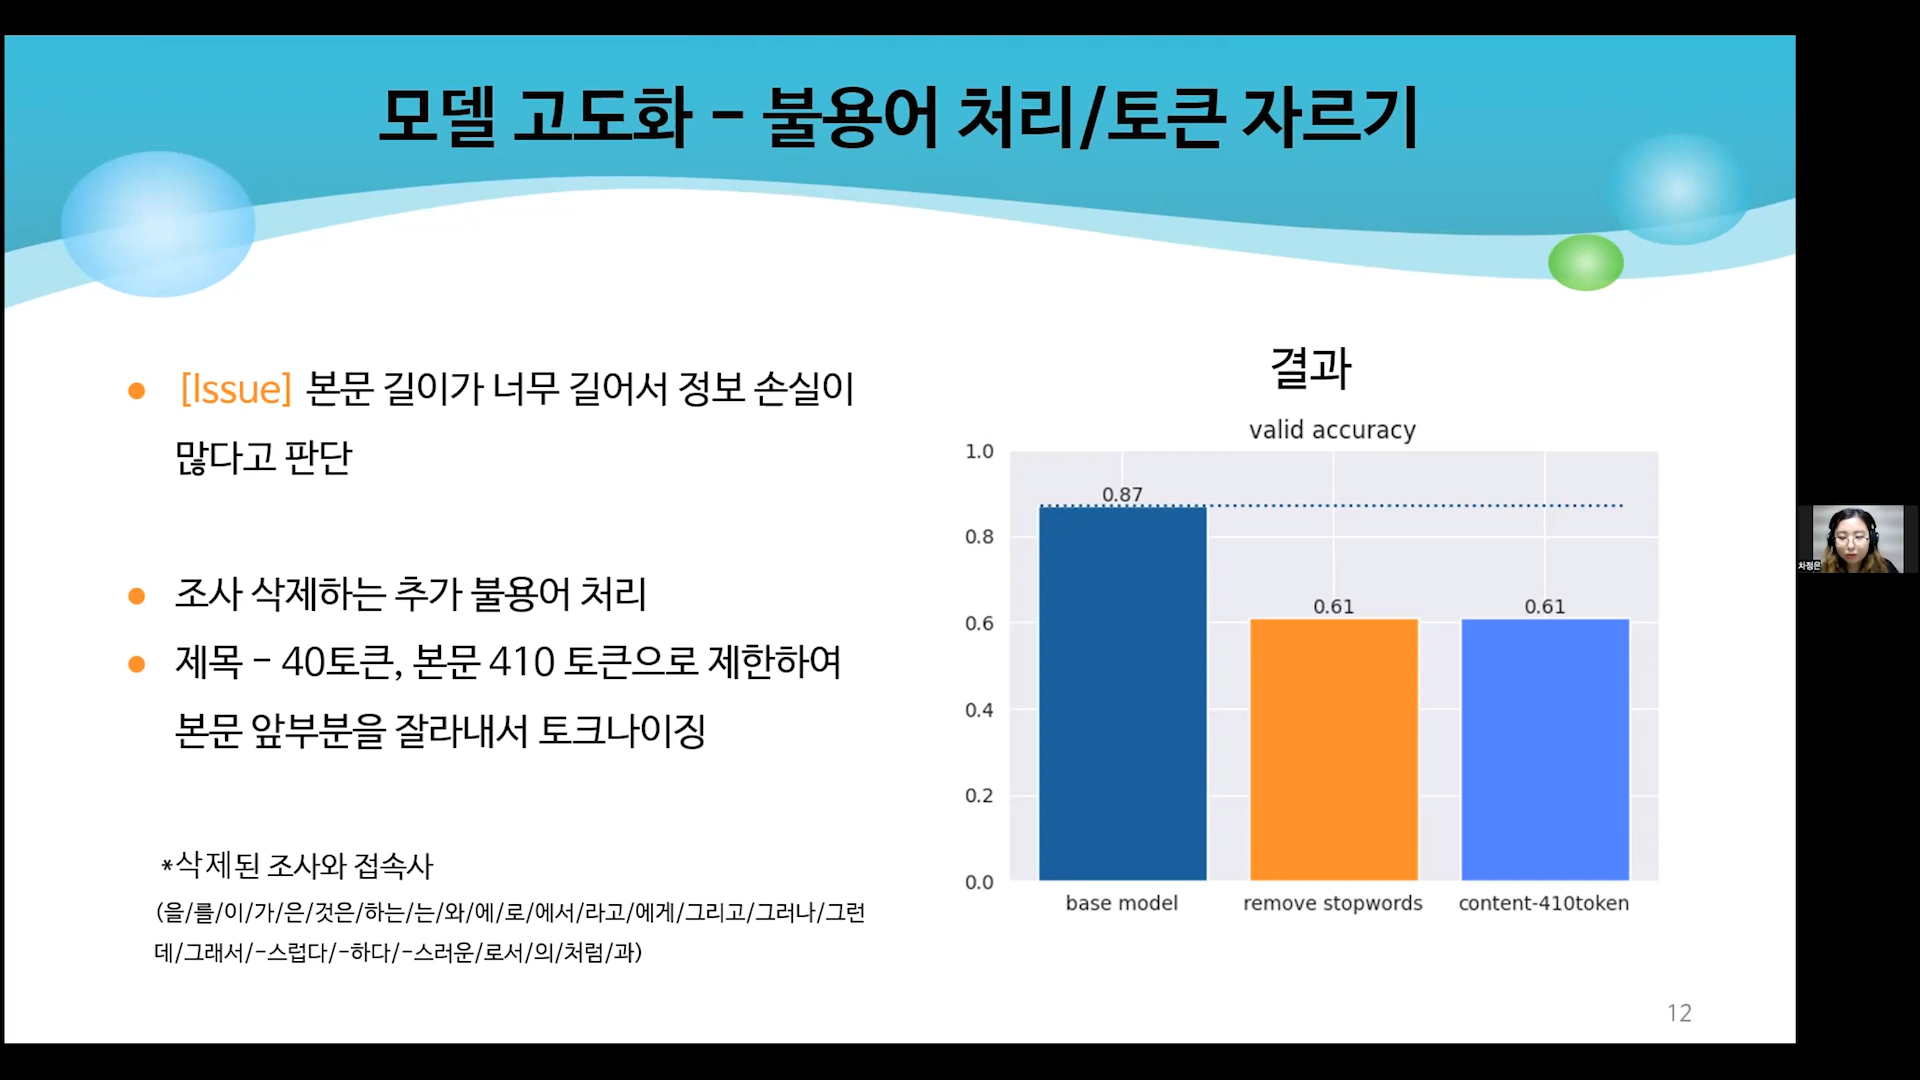 모델 고도화 - 불용어 처리/토큰 자르기
[Issue] 본문 길이가 너무 길어서 정보 손실이
많다고 판단
조사 삭제하는 추가 불용어 처리
제목 - 40토큰, 본문 410 토큰으로 제한하여
본문 앞부분을 잘라내서 토크나이징
*삭제된 조사와 접속사
(을/를/이/가/은/것은/하는/는/와/에/로/에서/라고/에게/그리고/그러나/그런
데/그래서/-스럽다/-하다/-스러운/로서/의/처럼/과)
결과
valid accuracy
1.0
0.8
0.6
0.4
0.2
0.0
0.87
0.61
0.61
base model
remove stopwords
content-410token
12
차정은